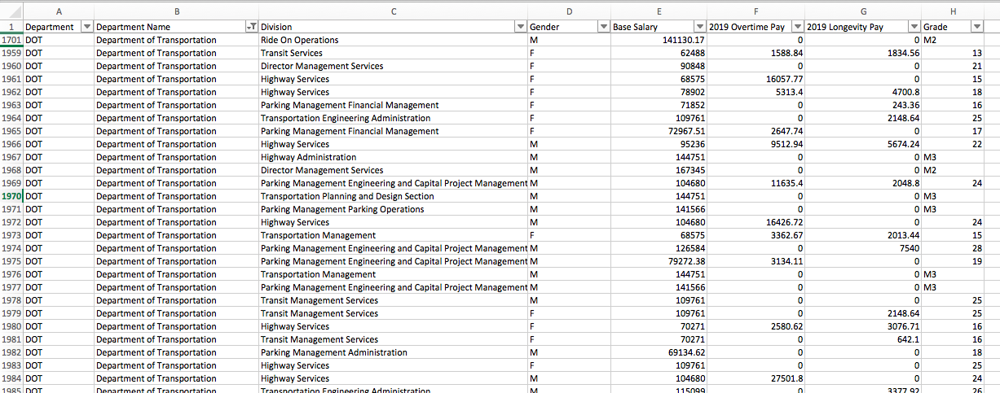 A B C D E F G H
1 Department Department Name Division Gender Base Salary 2019 Overtime Pay 2019 Longevity Pay Grade
1701 DOT Department of Transportation Ride On Operations M 141130.17 0 0 M2
1959 DOT Department of Transportation Transit Services F 62488 1588.84 1834.56 13
1960 DOT Department of Transportation Director Management Services F 90848 0 0 21
1961 DOT Department of Transportation Highway Services F 68575 16057.77 0 15
1962 DOT Department of Transportation Highway Services F 78902 5313.4 4700.8 18
1963 DOT Department of Transportation Parking Management Financial Management F 71852 0 243.36 16
1964 DOT Department of Transportation Transportation Engineering Administration F 109761 0 2148.64 25
1965 DOT Department of Transportation Parking Management Financial Management F 72967.51 2647.74 0 17
1966 DOT Department of Transportation Highway Services M 95236 9512.94 5674.24 22
1967 DOT Department of Transportation Highway Administration M 144751 0 0 M3
1968 DOT Department of Transportation Director Management Services M 167345 0 0 M2
1969 DOT Department of Transportation Parking Management Engineering and Capital Project Management M 104680 11635.4 2048.8 24
1970 DOT Department of Transportation Transportation Planning and Design Section M 144751 0 0 M3
1971 DOT Department of Transportation Parking Management Parking Operations M 141566 0 0 M3
1972 DOT Department of Transportation Highway Services M 104680 16426.72 0 24
1973 DOT Department of Transportation Transportation Management F 68575 3362.67 2013.44 15
1974 DOT Department of Transportation Parking Management Engineering and Capital Project Management M 126584 0 7540 28
1975 DOT Department of Transportation Parking Management Engineering and Capital Project Management M 79272.38 3134.11 0 19
1976 DOT Department of Transportation Transportation Management M 144751 0 0 M3
1977 DOT Department of Transportation Parking Management Engineering and Capital Project Management M 141566 0 0 M3
1978 DOT Department of Transportation Transit Management Services M 109761 0 0 25
1979 DOT Department of Transportation Transit Management Services F 109761 0 2148.64 25
1980 DOT Department of Transportation Highway Services F 70271 2580.62 3076.71 16
1981 DOT Department of Transportation Transit Management Services F 70271 0 642.1 16
1982 DOT Department of Transportation Parking Management Administration M 69134.62 0 0 18
1983 DOT Department of Transportation Highway Services F 109761 0 0 25
1984 DOT Department of Transportation Highway Services M 104680 27501.8 0 24
1985 DOT Department of Transportation Transportation Engineering Administration M 115099 0 3377.92 26